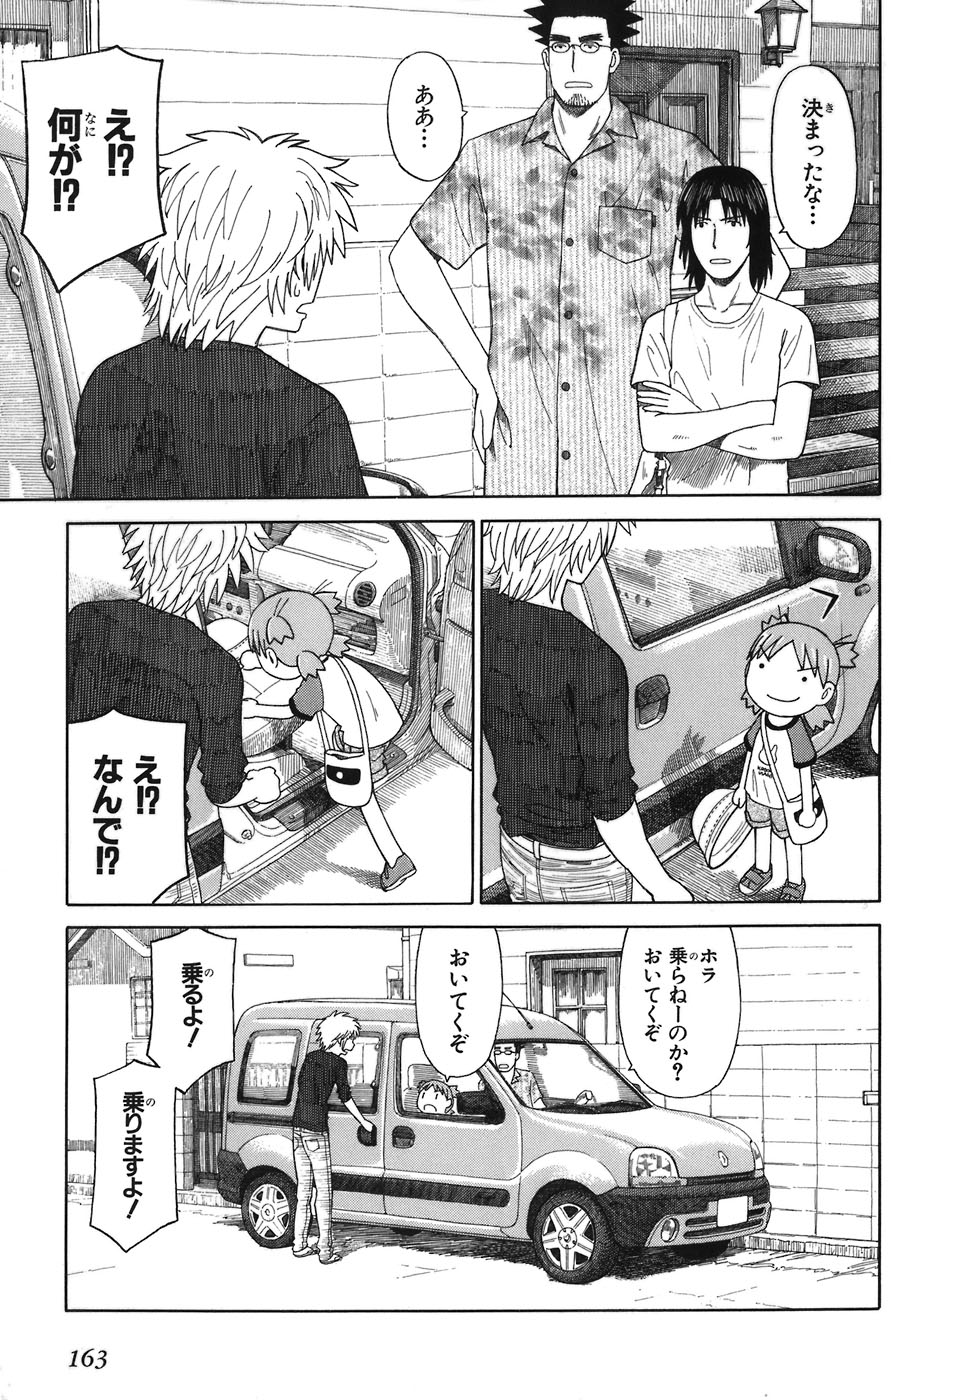 決まったな…
ああ…
え!?
何が!?
え!?
なんで!?
ホラ
乗らねーのか?
おいてくぞ
おいてくぞ
乗るよ!
乗りますよ!
163